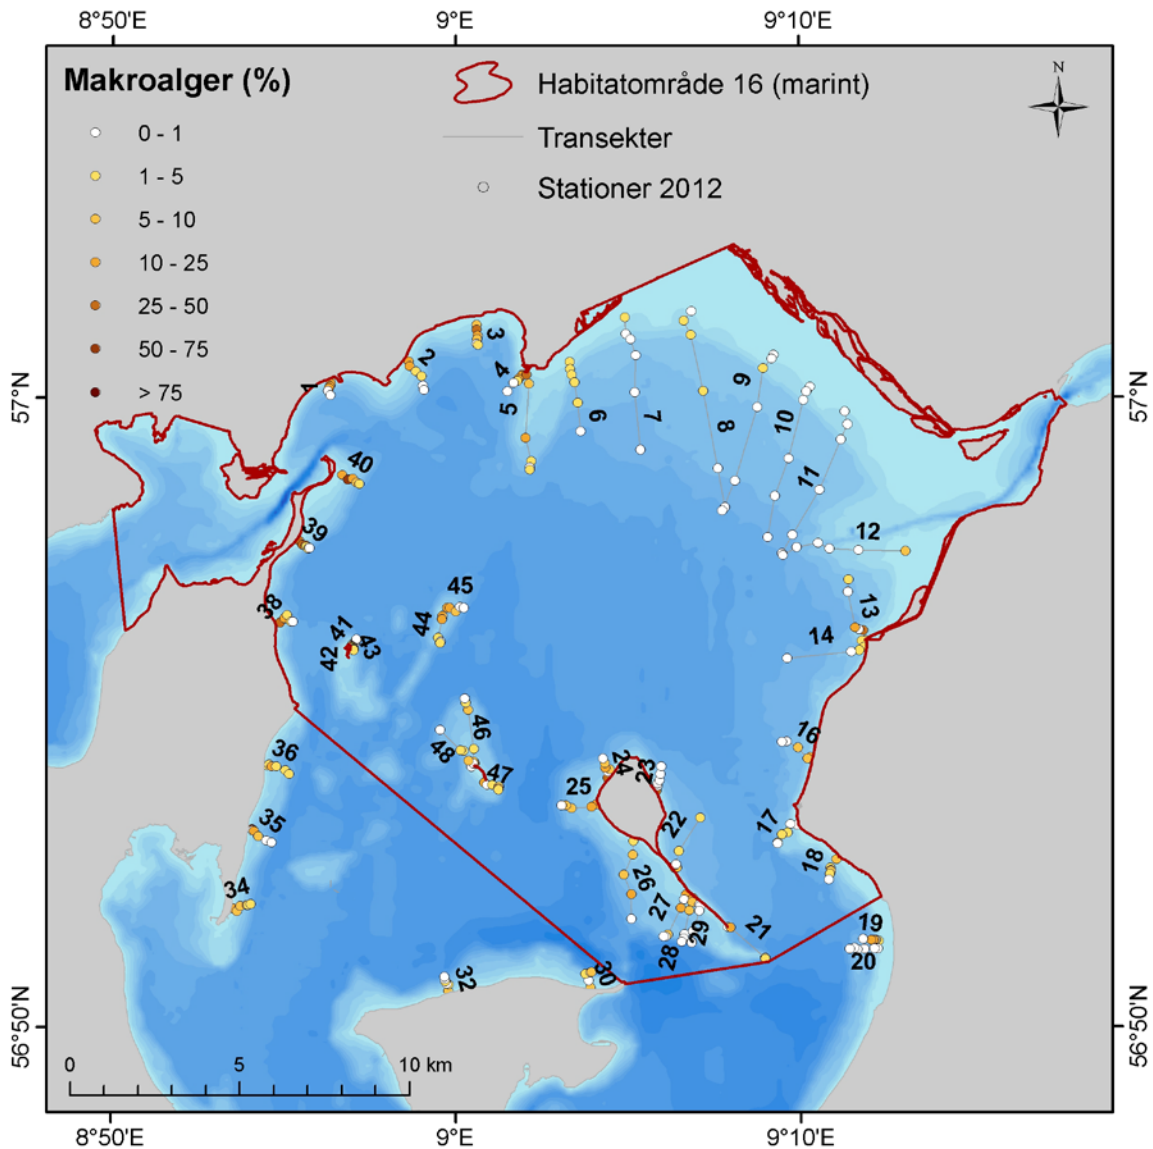 8°50'E 9°E 9°10'E
Makroalger (%)
0 - 1
1 - 5
5 - 10
10 - 25
25 - 50
50 - 75
> 75
Habitatområde 16 (marint)
Transekter
Stationer 2012
N
57°N
57°N
1
2
3
4
5
6
7
8
9
10
11
12
13
14
16
17
18
19
20
21
22
23
24
25
26
27
28
29
30
32
34
35
36
38
39
40
41
42
43
44
45
46
47
48
56°50'N
56°50'N
0 5 10 km
8°50'E 9°E 9°10'E